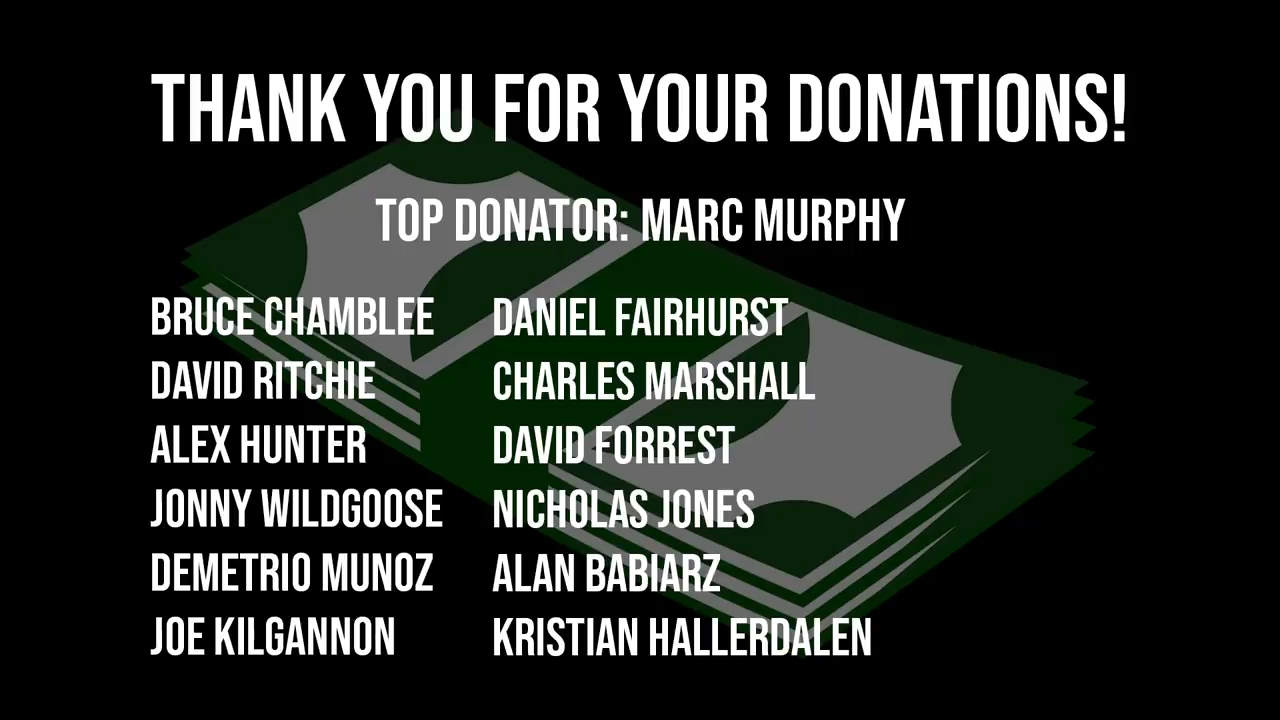 THANK YOU FOR YOUR DONATIONS!
TOP DONATOR: MARC MURPHY
BRUCE CHAMBLEE
DAVID RITCHIE
ALEX HUNTER
JONNY WILDGOOSE
DEMETRIO MUNOZ
JOE KILGANNON
DANIEL FAIRHURST
CHARLES MARSHALL
DAVID FORREST
NICHOLAS JONES
ALAN BABIARZ
KRISTIAN HALLERDALEN